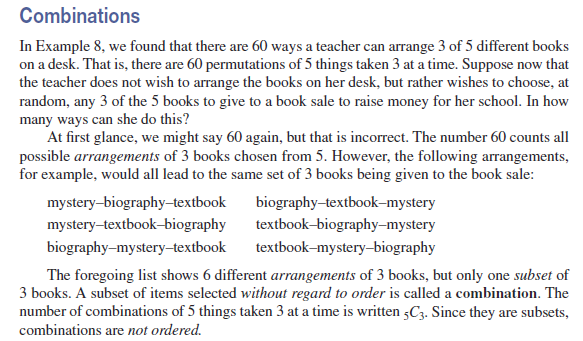 Combinations
In Example 8, we found that there are 60 ways a teacher can arrange 3 of 5 different books
on a desk. That is, there are 60 permutations of 5 things taken 3 at a time. Suppose now that
the teacher does not wish to arrange the books on her desk, but rather wishes to choose, at
random, any 3 of the 5 books to give to a book sale to raise money for her school. In how
many ways can she do this?
At first glance, we might say 60 again, but that is incorrect. The number 60 counts all
possible arrangements of 3 books chosen from 5. However, the following arrangements,
for example, would all lead to the same set of 3 books being given to the book sale:
mystery–biography–textbook biography–textbook–mystery
mystery–textbook–biography textbook–biography–mystery
biography–mystery–textbook textbook–mystery–biography
The foregoing list shows 6 different arrangements of 3 books, but only one subset of
3 books. A subset of items selected without regard to order is called a combination. The
number of combinations of 5 things taken 3 at a time is written ₅C₃. Since they are subsets,
combinations are not ordered.